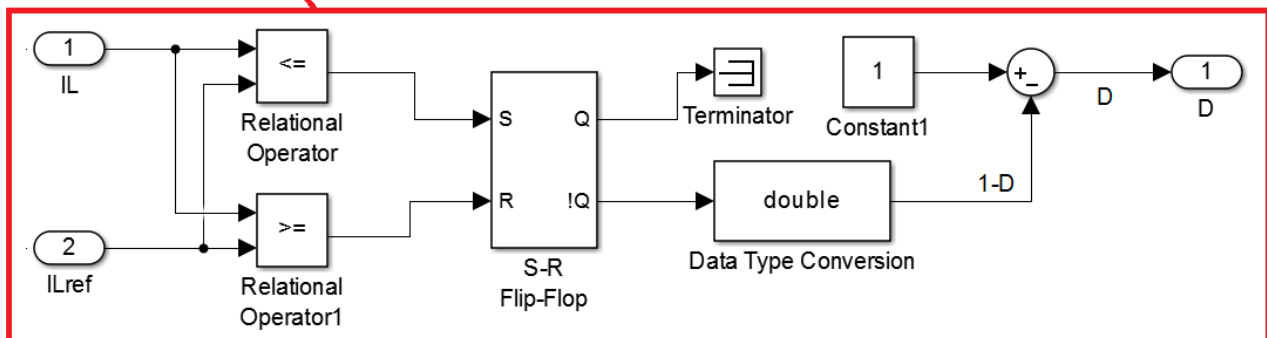 1
IL
<=
Relational
Operator
S
R
Q
!Q
S-R
Flip-Flop
Terminator
1
Constant1
+
-
D
1
D
2
ILref
>=
Relational
Operator1
double
Data Type Conversion
1-D